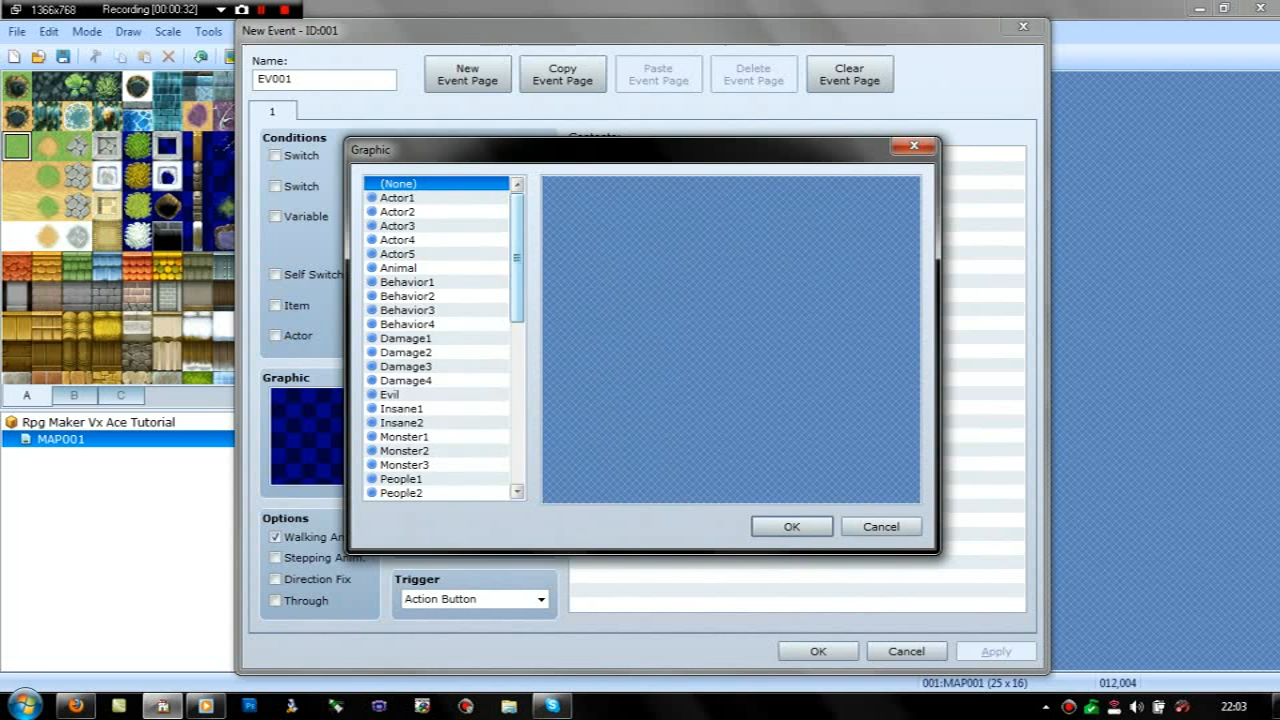 1366x768 Recording [00:00:32]
File Edit Mode Draw Scale Tools
New Event - ID:001
Name:
EV001
New Event Page
Copy Event Page
Paste Event Page
Delete Event Page
Clear Event Page
1
Conditions
Switch
Switch
Variable
Self Switch
Item
Actor
Graphic
Options
Walking An
Stepping Anim.
Direction Fix
Through
Trigger
Action Button
Contents:
OK
Cancel
Apply
Graphic
(None)
Actor1
Actor2
Actor3
Actor4
Actor5
Animal
Behavior1
Behavior2
Behavior3
Behavior4
Damage1
Damage2
Damage3
Damage4
Evil
Insane1
Insane2
Monster1
Monster2
Monster3
People1
People2
OK
Cancel
A B C
Rpg Maker Vx Ace Tutorial
MAP001
001:MAP001 (25 x 16)
012,004
22:03